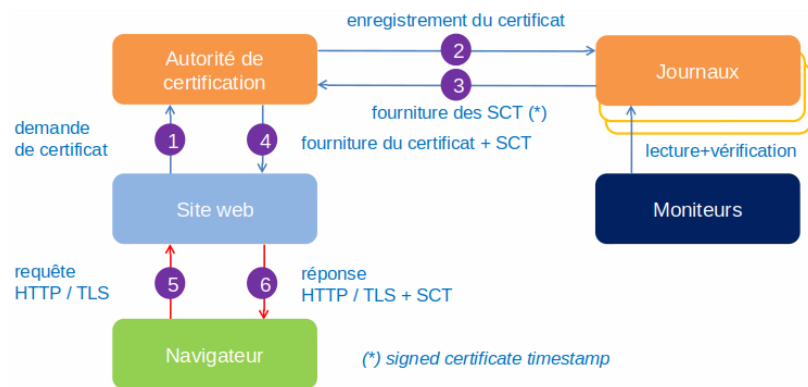 enregistrement du certificat
Autorité de
certification
2
Journaux
3
fourniture des SCT (*)
demande
de certificat
1
4
fourniture du certificat + SCT
lecture+vérification
Site web
Moniteurs
requête
HTTP / TLS
5
6
réponse
HTTP / TLS + SCT
Navigateur
(*) signed certificate timestamp